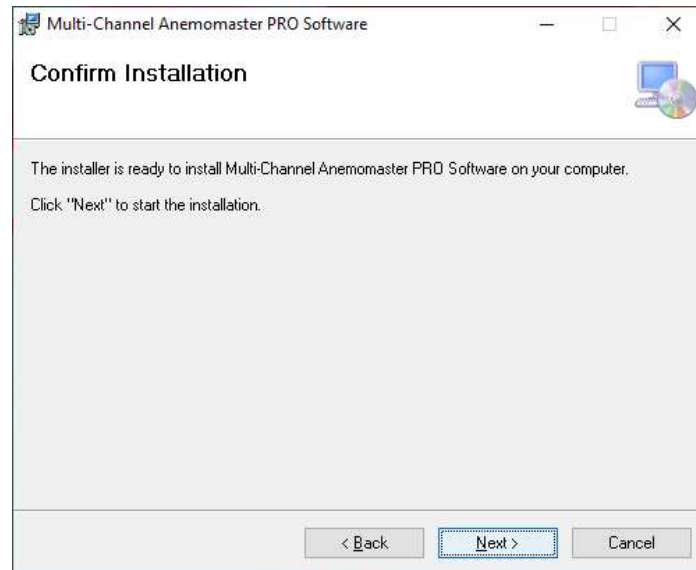 Multi-Channel Anemomaster PRO Software
Confirm Installation
The installer is ready to install Multi-Channel Anemomaster PRO Software on your computer.
Click "Next" to start the installation.
< Back
Next >
Cancel